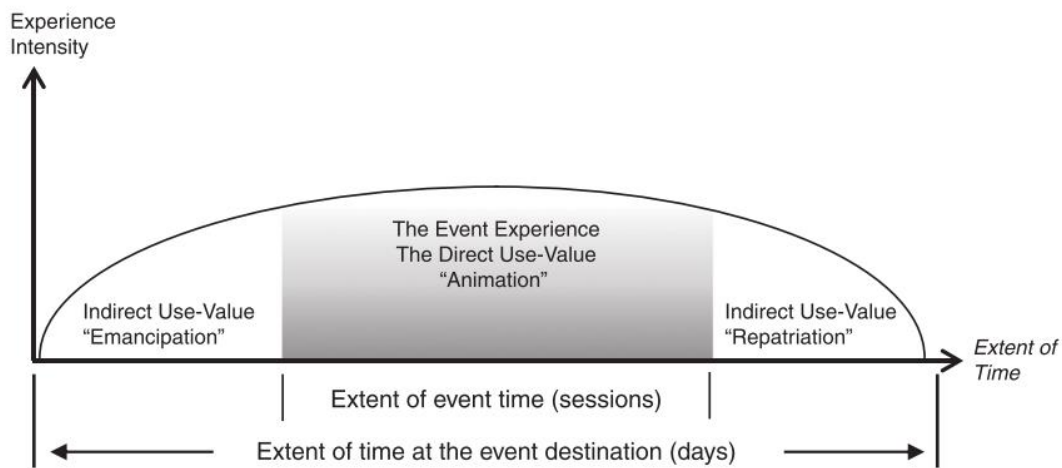 Experience
Intensity
The Event Experience
The Direct Use-Value
“Animation”
Indirect Use-Value
“Emancipation”
Indirect Use-Value
“Repatriation”
Extent of
Time
Extent of event time (sessions)
Extent of time at the event destination (days)